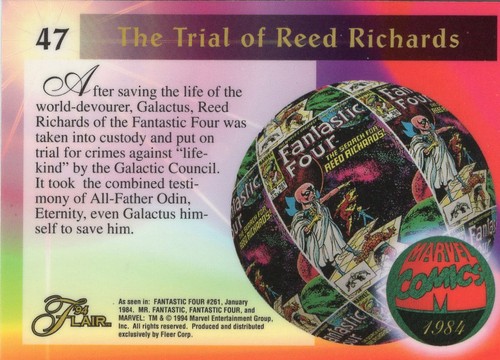 47
The Trial of Reed Richards
After saving the life of the
world-devourer, Galactus, Reed
Richards of the Fantastic Four was
taken into custody and put on
trial for crimes against "life-
kind" by the Galactic Council.
It took the combined testi-
mony of All-Father Odin,
Eternity, even Galactus him-
self to save him.
Fantastic
Four
THE SEARCH FOR
REED RICHARDS!
MARVEL
COMICS
1984
'94
FLAIR
As seen in: FANTASTIC FOUR #261, January
1984. MR. FANTASTIC, FANTASTIC FOUR, and
MARVEL: TM & © 1994 Marvel Entertainment Group,
Inc. All rights reserved. Produced and distributed
exclusively by Fleer Corp.